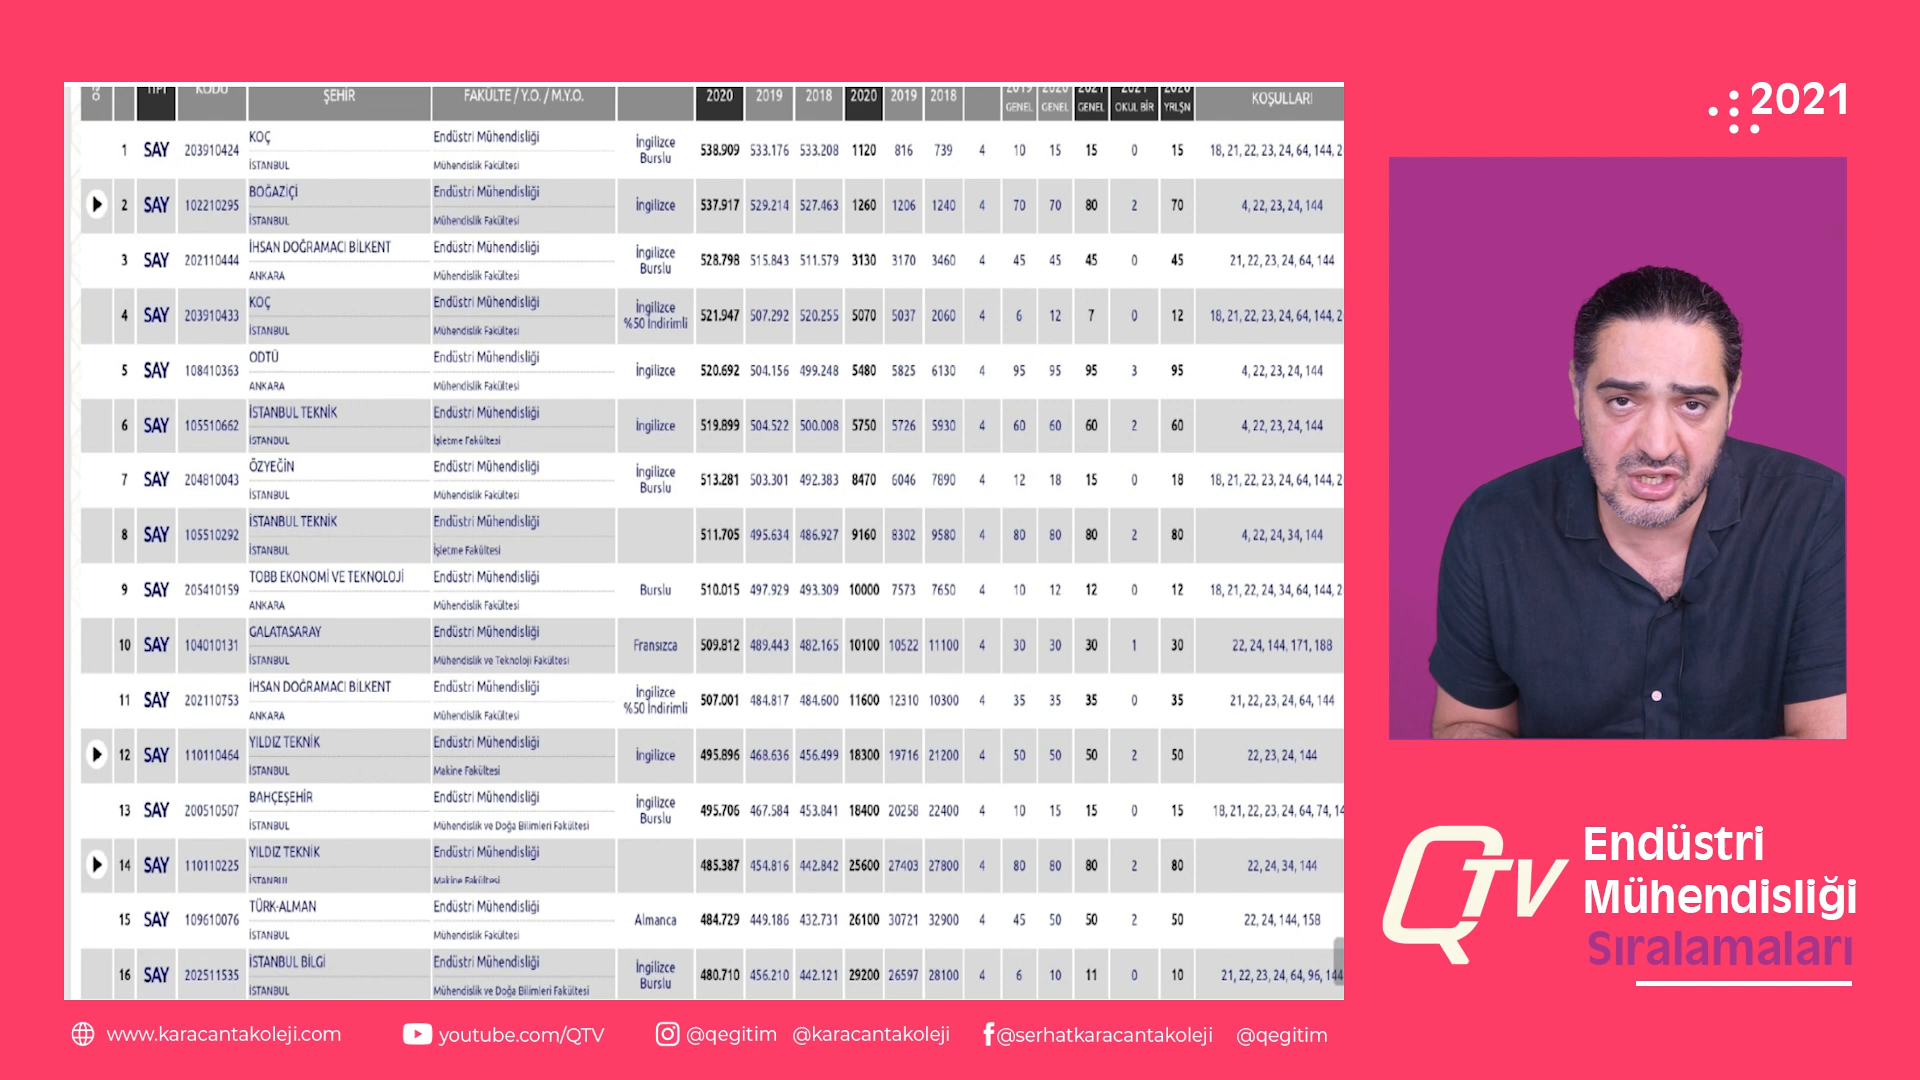 2021
TİPİ KODU ŞEHİR FAKÜLTE / Y.O. / M.Y.O. 2020 2019 2018 2020 2019 2018 2019 GENEL 2020 GENEL 2021 GENEL 2021 OKUL BİR 2020 YRLŞN KOŞULLARI
1 SAY 203910424 KOÇ İSTANBUL Endüstri Mühendisliği Mühendislik Fakültesi İngilizce Burslu 538.909 533.176 533.208 1120 816 739 4 10 15 15 0 15 18, 21, 22, 23, 24, 64, 144, 2
2 SAY 102210295 BOĞAZİÇİ İSTANBUL Endüstri Mühendisliği Mühendislik Fakültesi İngilizce 537.917 529.214 527.463 1260 1206 1240 4 70 70 80 2 70 4, 22, 23, 24, 144
3 SAY 202110444 İHSAN DOĞRAMACI BİLKENT ANKARA Endüstri Mühendisliği Mühendislik Fakültesi İngilizce Burslu 528.798 515.843 511.579 3130 3170 3460 4 45 45 45 0 45 21, 22, 23, 24, 64, 144
4 SAY 203910433 KOÇ İSTANBUL Endüstri Mühendisliği Mühendislik Fakültesi İngilizce %50 İndirimli 521.947 507.292 520.255 5070 5037 2060 4 6 12 7 0 12 18, 21, 22, 23, 24, 64, 144, 2
5 SAY 108410363 ODTÜ ANKARA Endüstri Mühendisliği Mühendislik Fakültesi İngilizce 520.692 504.156 499.248 5480 5825 6130 4 95 95 95 3 95 4, 22, 23, 24, 144
6 SAY 105510662 İSTANBUL TEKNİK İSTANBUL Endüstri Mühendisliği İşletme Fakültesi İngilizce 519.899 504.522 500.008 5750 5726 5930 4 60 60 60 2 60 4, 22, 23, 24, 144
7 SAY 204810043 ÖZYEĞİN İSTANBUL Endüstri Mühendisliği Mühendislik Fakültesi İngilizce Burslu 513.281 503.301 492.383 8470 6046 7890 4 12 18 15 0 18 18, 21, 22, 23, 24, 64, 144, 2
8 SAY 105510292 İSTANBUL TEKNİK İSTANBUL Endüstri Mühendisliği İşletme Fakültesi 511.705 495.634 486.927 9160 8302 9580 4 80 80 80 2 80 4, 22, 24, 34, 144
9 SAY 205410159 TOBB EKONOMİ VE TEKNOLOJİ ANKARA Endüstri Mühendisliği Mühendislik Fakültesi Burslu 510.015 497.929 493.309 10000 7573 7650 4 10 12 12 0 12 18, 21, 22, 24, 34, 64, 144, 2
10 SAY 104010131 GALATASARAY İSTANBUL Endüstri Mühendisliği Mühendislik ve Teknoloji Fakültesi Fransızca 509.812 489.443 482.165 10100 10522 11100 4 30 30 30 1 30 22, 24, 144, 171, 188
11 SAY 202110753 İHSAN DOĞRAMACI BİLKENT ANKARA Endüstri Mühendisliği Mühendislik Fakültesi İngilizce %50 İndirimli 507.001 484.817 484.600 11600 12310 10300 4 35 35 35 0 35 21, 22, 23, 24, 64, 144
12 SAY 110110464 YILDIZ TEKNİK İSTANBUL Endüstri Mühendisliği Makine Fakültesi İngilizce 495.896 468.636 456.499 18300 19716 21200 4 50 50 50 2 50 22, 23, 24, 144
13 SAY 200510507 BAHÇEŞEHİR İSTANBUL Endüstri Mühendisliği Mühendislik ve Doğa Bilimleri Fakültesi İngilizce Burslu 495.706 467.584 453.841 18400 20258 22400 4 10 15 15 0 15 18, 21, 22, 23, 24, 64, 74, 14
14 SAY 110110225 YILDIZ TEKNİK İSTANBUL Endüstri Mühendisliği Makine Fakültesi 485.387 454.816 442.842 25600 27403 27800 4 80 80 80 2 80 22, 24, 34, 144
15 SAY 109610076 TÜRK-ALMAN İSTANBUL Endüstri Mühendisliği Mühendislik Fakültesi Almanca 484.729 449.186 432.731 26100 30721 32900 4 45 50 50 2 50 22, 24, 144, 158
16 SAY 202511535 İSTANBUL BİLGİ İSTANBUL Endüstri Mühendisliği Mühendislik ve Doğa Bilimleri Fakültesi İngilizce Burslu 480.710 456.210 442.121 29200 26597 28100 4 6 10 11 0 10 21, 22, 23, 24, 64, 96, 144
QTV
Endüstri
Mühendisliği
Sıralamaları
www.karacantakoleji.com youtube.com/QTV @qegitim @karacantakoleji @serhatkaracantakoleji @qegitim